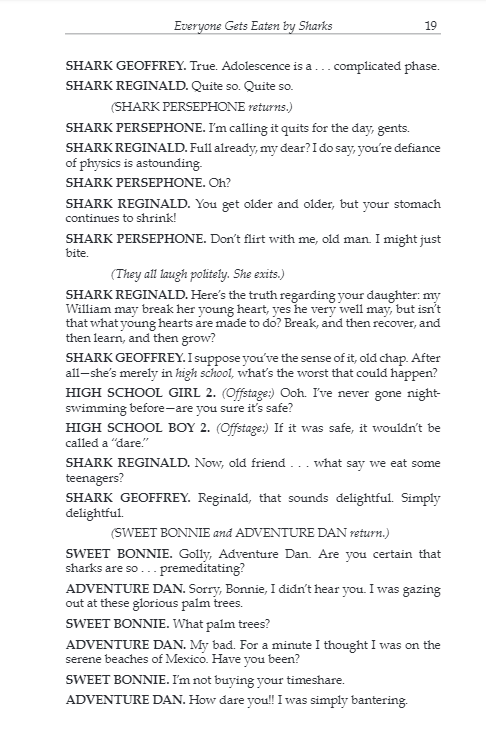 Everyone Gets Eaten by Sharks 19
SHARK GEOFFREY. True. Adolescence is a . . . complicated phase.
SHARK REGINALD. Quite so. Quite so.
(SHARK PERSEPHONE returns.)
SHARK PERSEPHONE. I'm calling it quits for the day, gents.
SHARK REGINALD. Full already, my dear? I do say, you're defiance
of physics is astounding.
SHARK PERSEPHONE. Oh?
SHARK REGINALD. You get older and older, but your stomach
continues to shrink!
SHARK PERSEPHONE. Don't flirt with me, old man. I might just
bite.
(They all laugh politely. She exits.)
SHARK REGINALD. Here's the truth regarding your daughter: my
William may break her young heart, yes he very well may, but isn't
that what young hearts are made to do? Break, and then recover, and
then learn, and then grow?
SHARK GEOFFREY. I suppose you've the sense of it, old chap. After
all—she's merely in high school, what's the worst that could happen?
HIGH SCHOOL GIRL 2. (Offstage:) Ooh. I've never gone night-
swimming before—are you sure it's safe?
HIGH SCHOOL BOY 2. (Offstage:) If it was safe, it wouldn't be
called a “dare.”
SHARK REGINALD. Now, old friend . . . what say we eat some
teenagers?
SHARK GEOFFREY. Reginald, that sounds delightful. Simply
delightful.
(SWEET BONNIE and ADVENTURE DAN return.)
SWEET BONNIE. Golly, Adventure Dan. Are you certain that
sharks are so . . . premeditating?
ADVENTURE DAN. Sorry, Bonnie, I didn't hear you. I was gazing
out at these glorious palm trees.
SWEET BONNIE. What palm trees?
ADVENTURE DAN. My bad. For a minute I thought I was on the
serene beaches of Mexico. Have you been?
SWEET BONNIE. I'm not buying your timeshare.
ADVENTURE DAN. How dare you!! I was simply bantering.